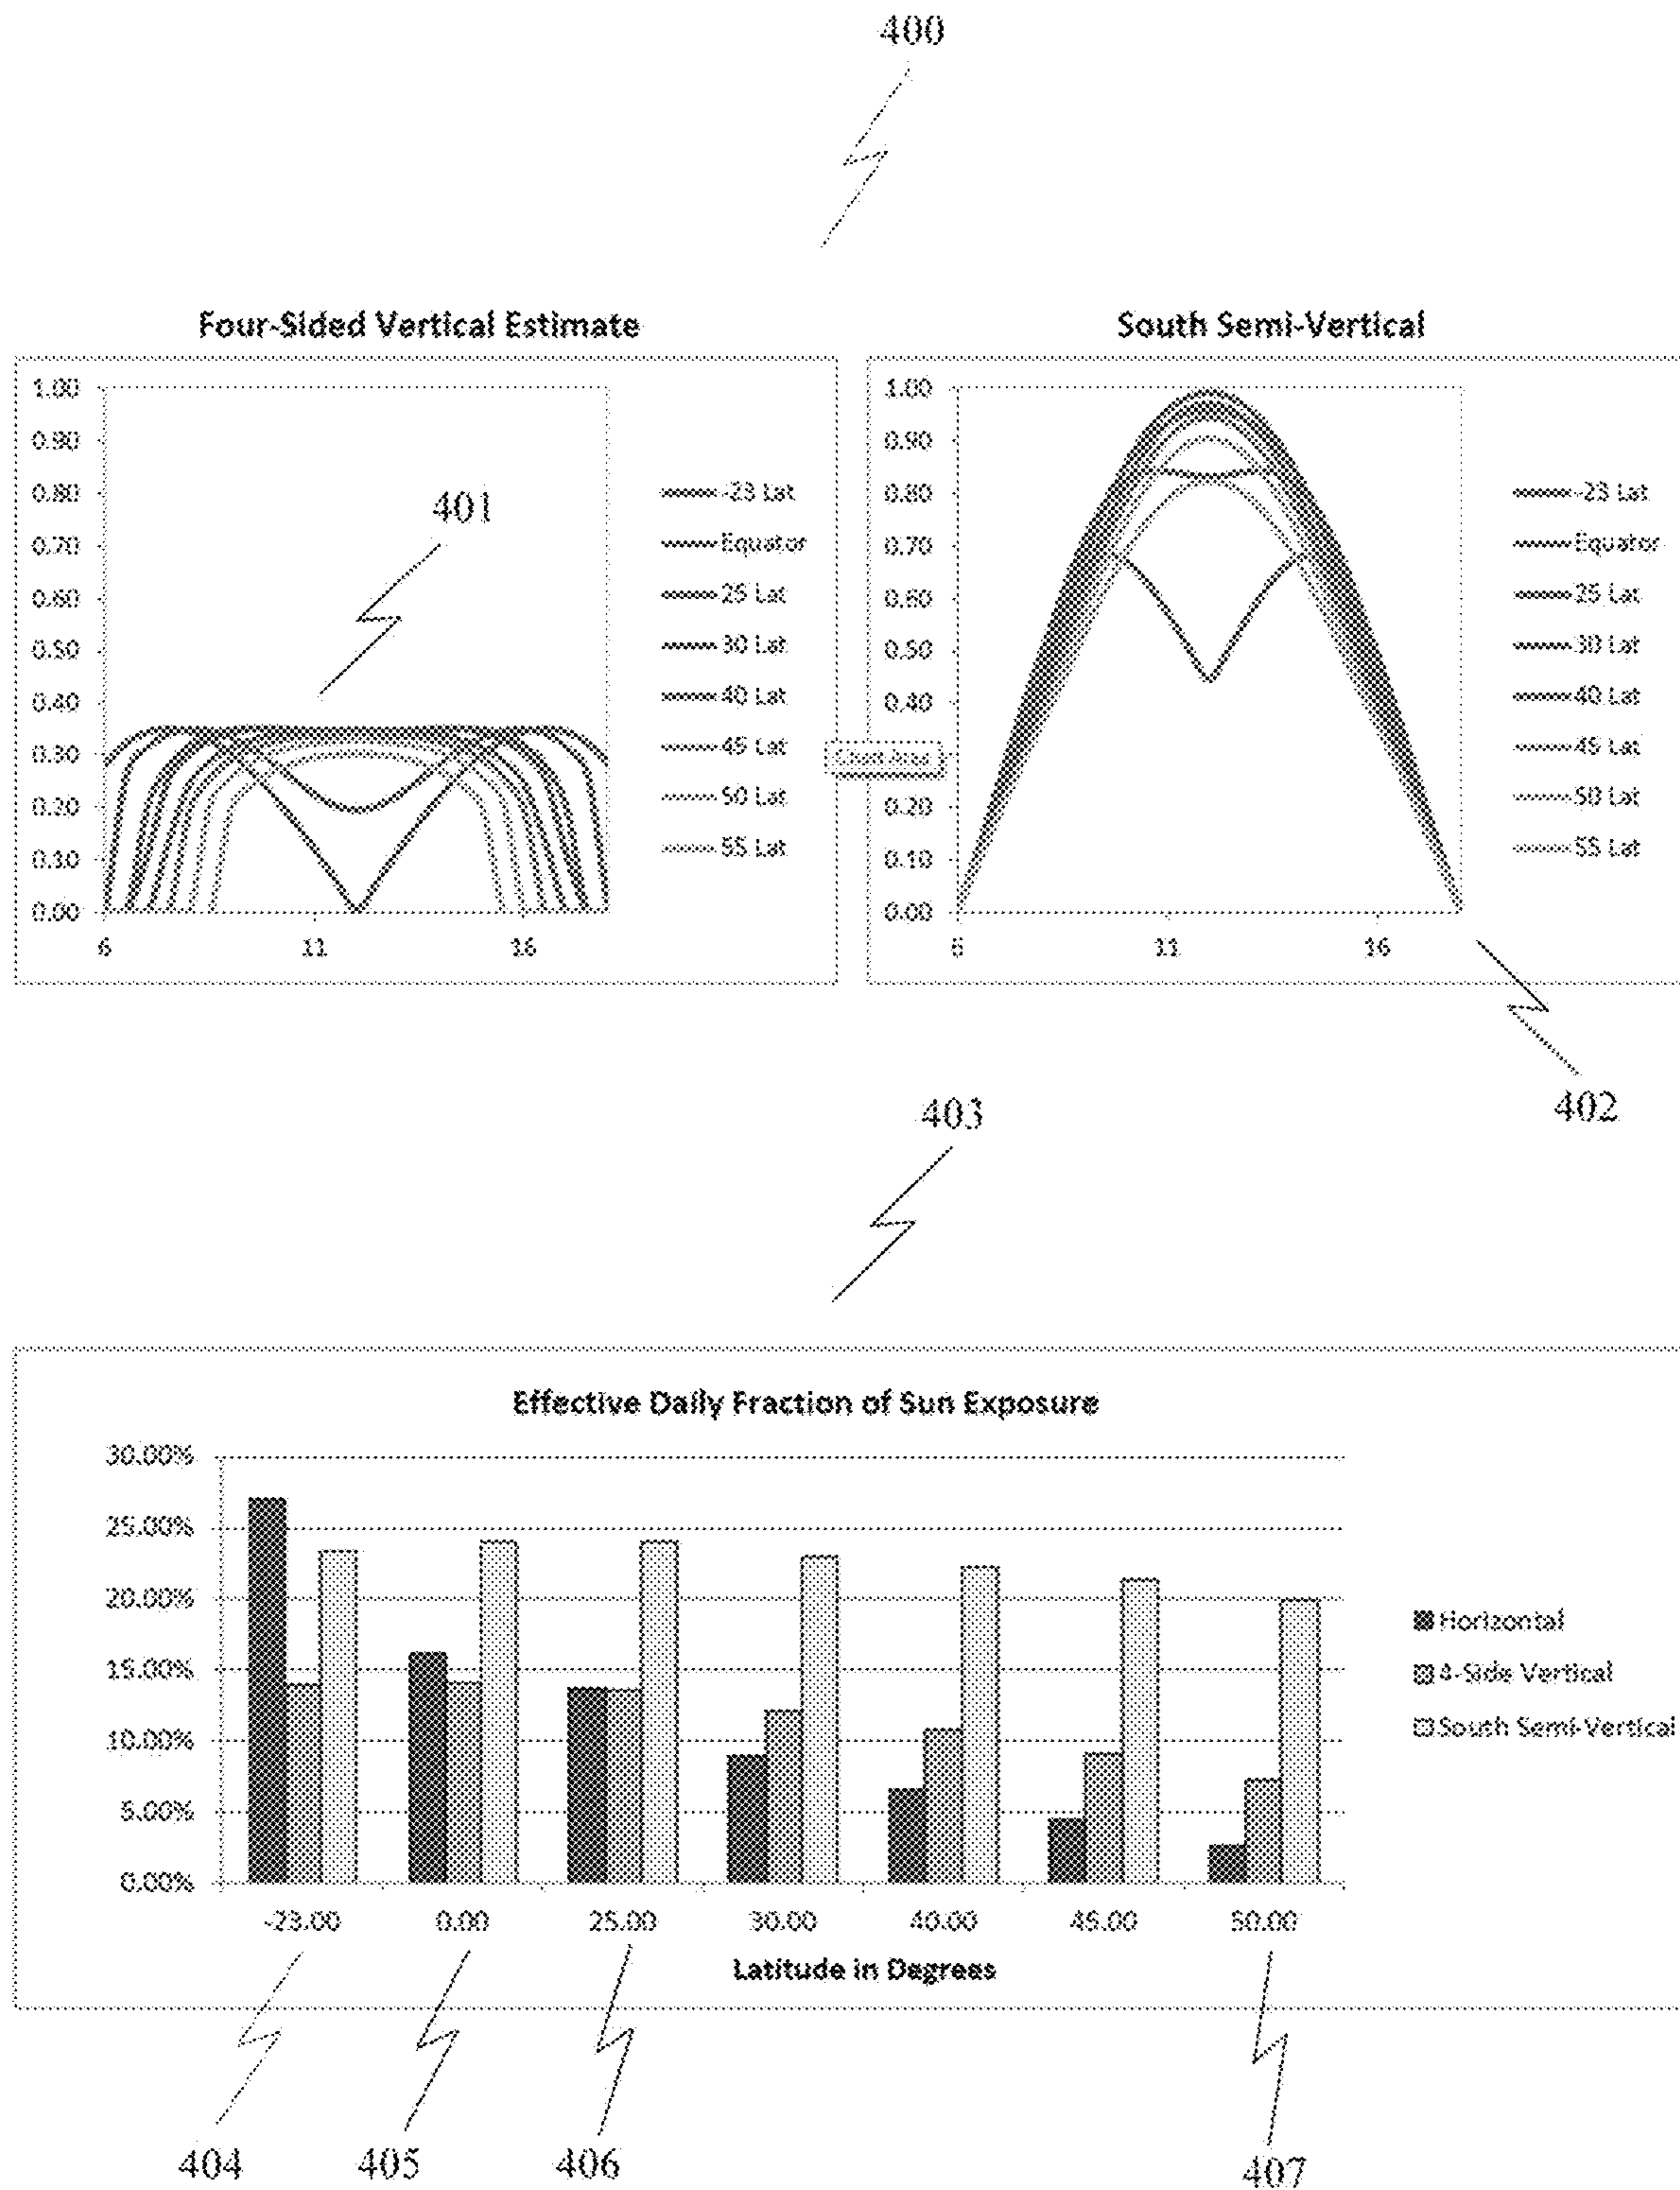 400
Four-Sided Vertical Estimate
1.00
0.90
0.80
0.70
0.60
0.50
0.40
0.30
0.20
0.10
0.00
6
11
16
401
-23 Lat
Equator
25 Lat
30 Lat
40 Lat
45 Lat
50 Lat
55 Lat
South Semi-Vertical
1.00
0.90
0.80
0.70
0.60
0.50
0.40
Chart Area
0.20
0.10
0.00
6
11
16
-23 Lat
Equator
25 Lat
30 Lat
40 Lat
45 Lat
50 Lat
55 Lat
402
403
Effective Daily Fraction of Sun Exposure
30.00%
25.00%
20.00%
15.00%
10.00%
5.00%
0.00%
-23.00
0.00
25.00
30.00
40.00
45.00
50.00
Latitude in Degrees
Horizontal
4-Side Vertical
South Semi-Vertical
404
405
406
407